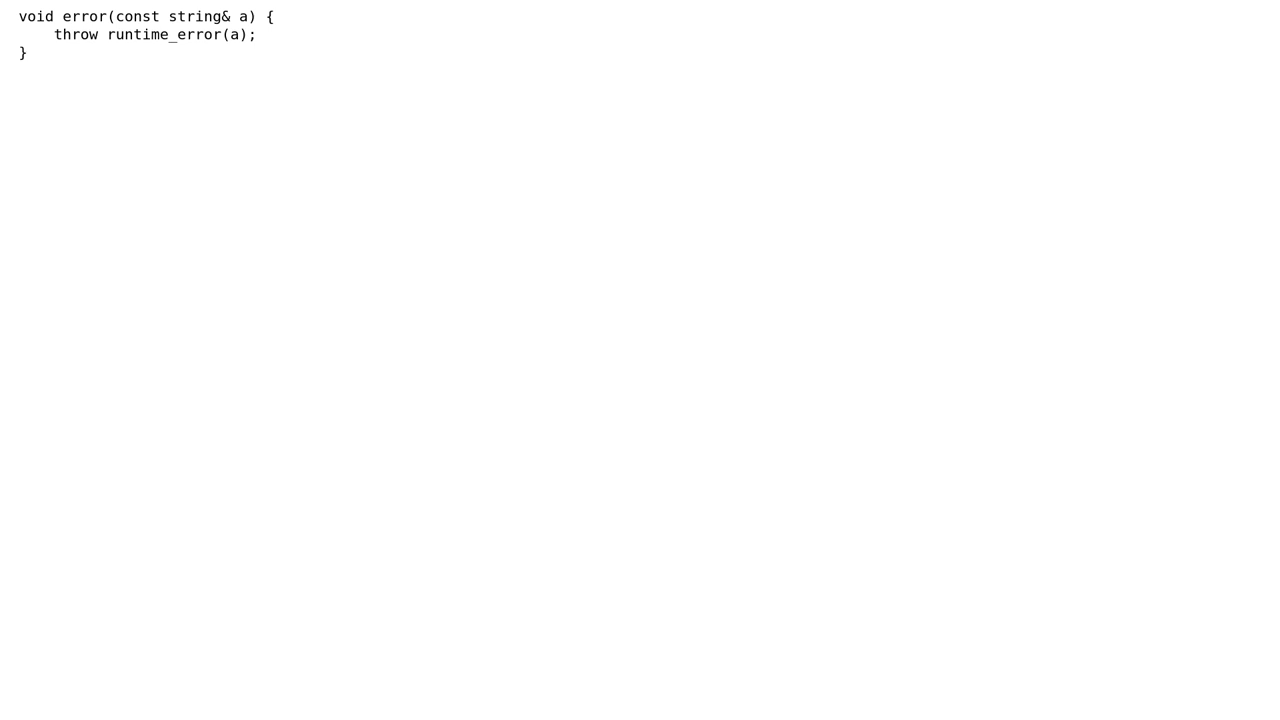 void error(const string& a) {
    throw runtime_error(a);
}